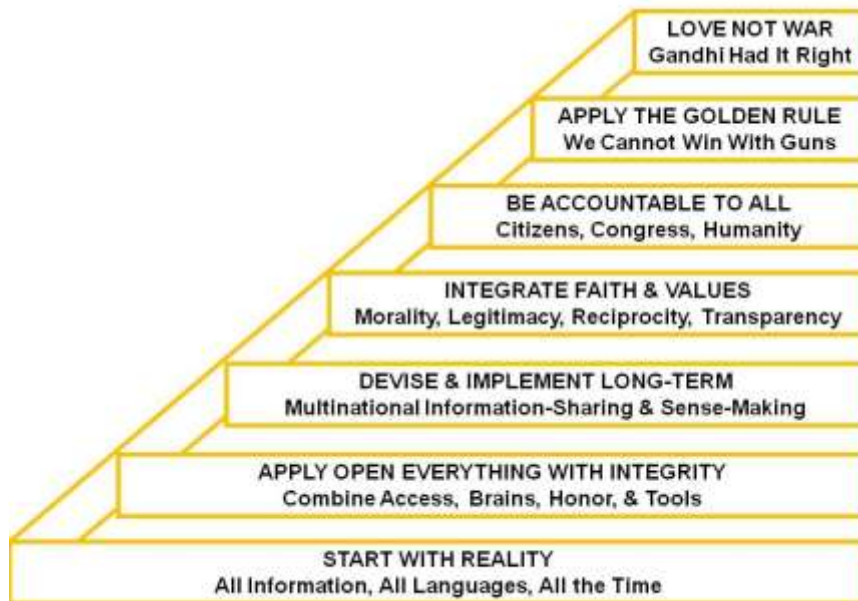 LOVE NOT WAR
Gandhi Had It Right
APPLY THE GOLDEN RULE
We Cannot Win With Guns
BE ACCOUNTABLE TO ALL
Citizens, Congress, Humanity
INTEGRATE FAITH & VALUES
Morality, Legitimacy, Reciprocity, Transparency
DEVISE & IMPLEMENT LONG-TERM
Multinational Information-Sharing & Sense-Making
APPLY OPEN EVERYTHING WITH INTEGRITY
Combine Access, Brains, Honor, & Tools
START WITH REALITY
All Information, All Languages, All the Time